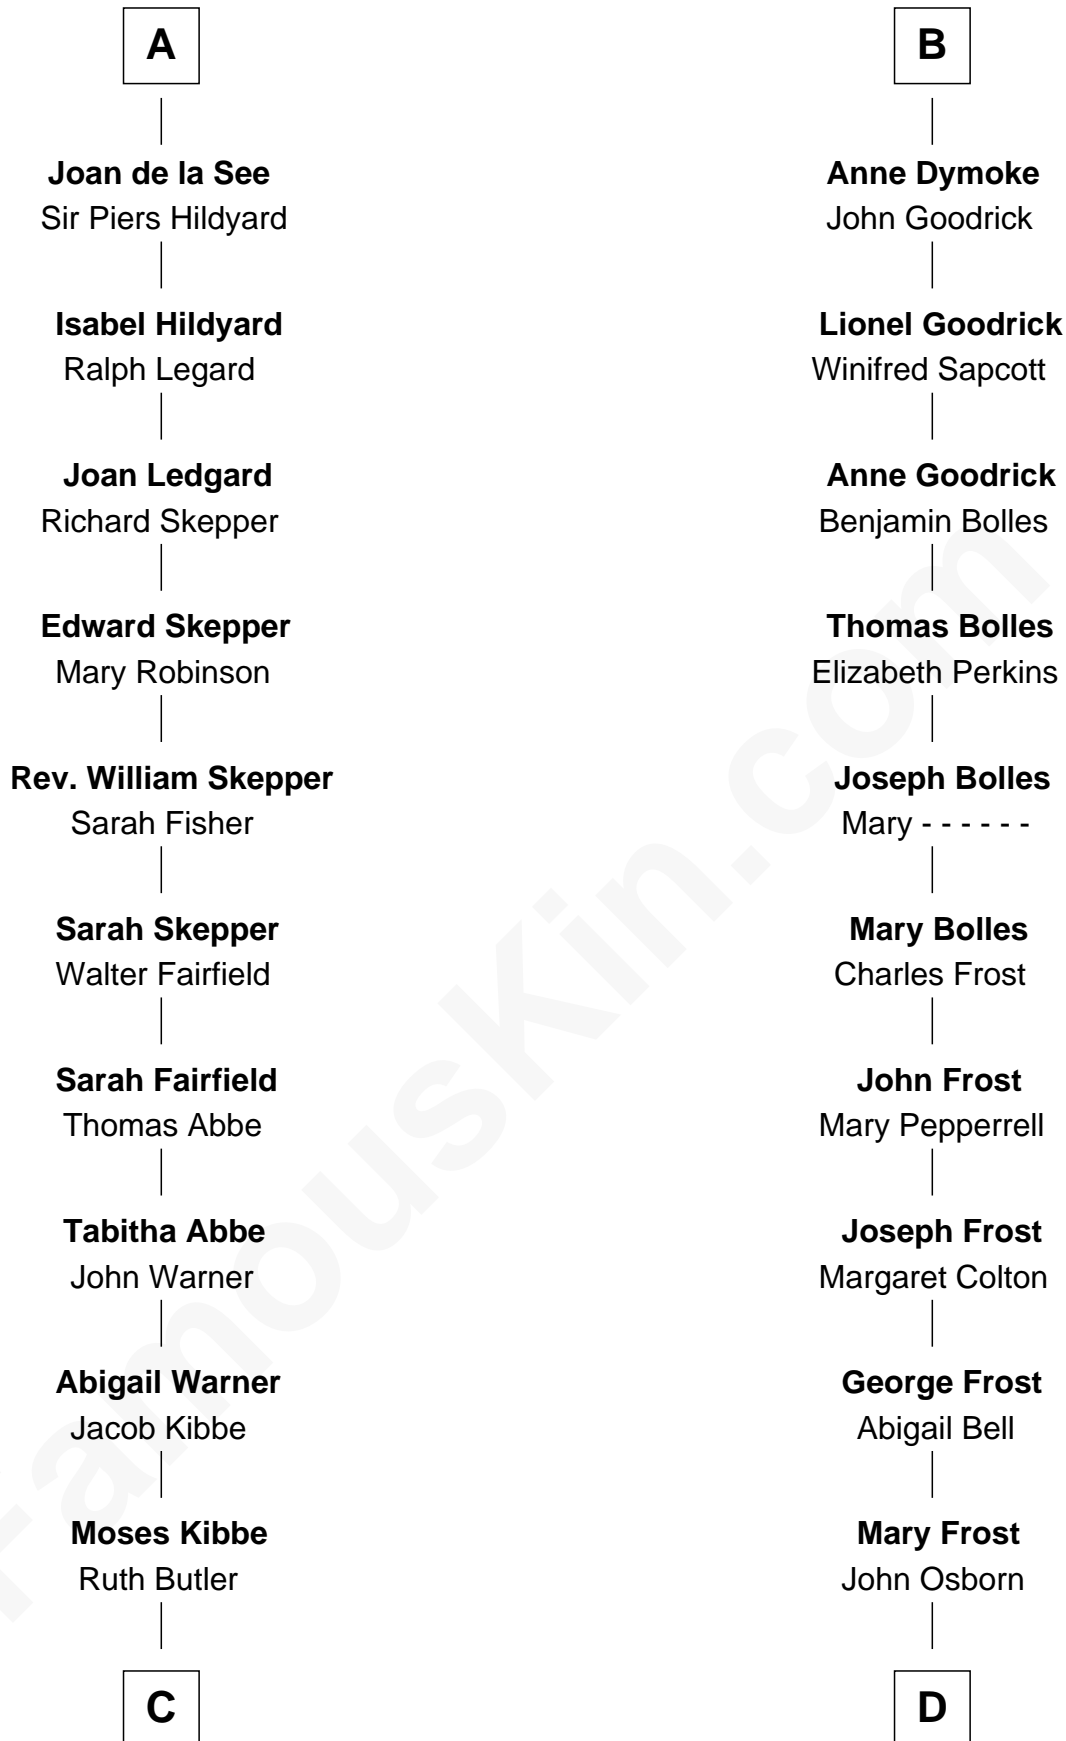 A
Joan de la See
Sir Piers Hildyard
Isabel Hildyard
Ralph Legard
Joan Ledgard
Richard Skepper
Edward Skepper
Mary Robinson
Rev. William Skepper
Sarah Fisher
Sarah Skepper
Walter Fairfield
Sarah Fairfield
Thomas Abbe
Tabitha Abbe
John Warner
Abigail Warner
Jacob Kibbe
Moses Kibbe
Ruth Butler
C
B
Anne Dymoke
John Goodrick
Lionel Goodrick
Winifred Sapcott
Anne Goodrick
Benjamin Bolles
Thomas Bolles
Elizabeth Perkins
Joseph Bolles
Mary - - - - - -
Mary Bolles
Charles Frost
John Frost
Mary Pepperrell
Joseph Frost
Margaret Colton
George Frost
Abigail Bell
Mary Frost
John Osborn
D
FamousKin.com